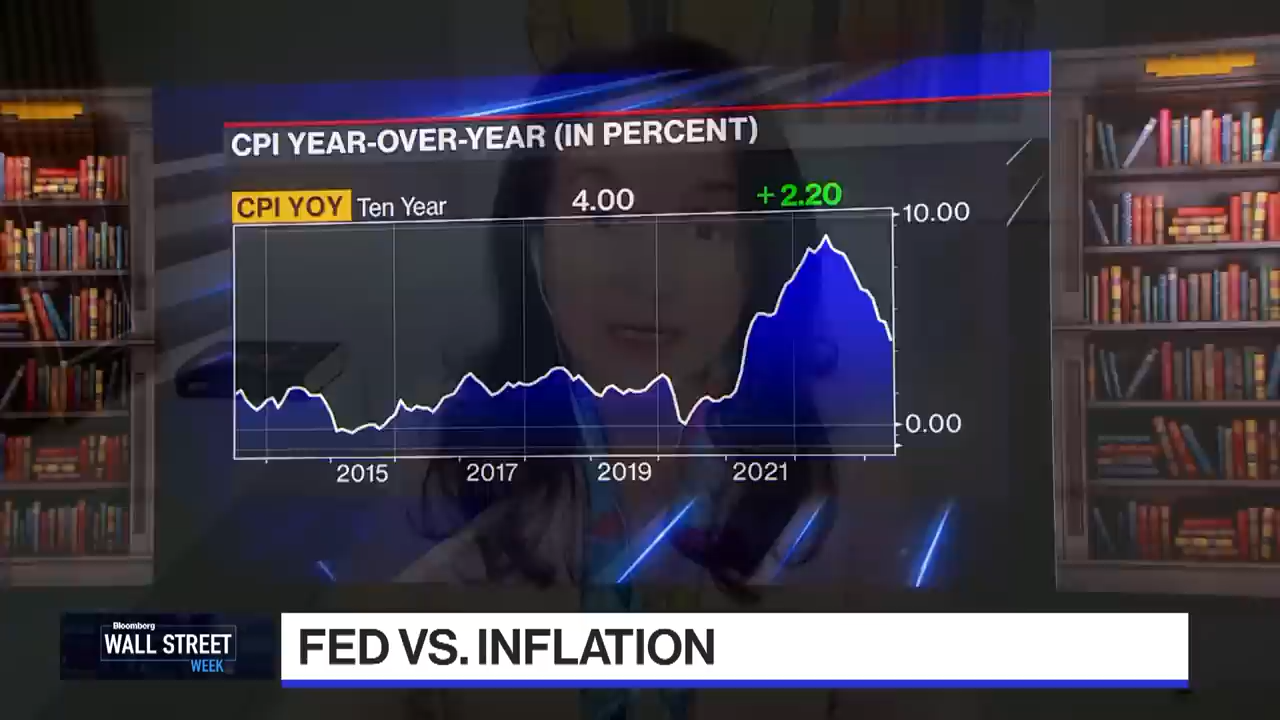 CPI YEAR-OVER-YEAR (IN PERCENT)
CPI YOY Ten Year 4.00 +2.20
10.00
0.00
2015 2017 2019 2021
Bloomberg
WALL STREET
WEEK
FED VS. INFLATION